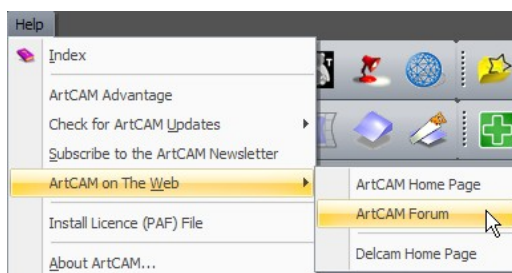 Help
Index
ArtCAM Advantage
Check for ArtCAM Updates
Subscribe to the ArtCAM Newsletter
ArtCAM on The Web
ArtCAM Home Page
ArtCAM Forum
Delcam Home Page
Install Licence (PAF) File
About ArtCAM...